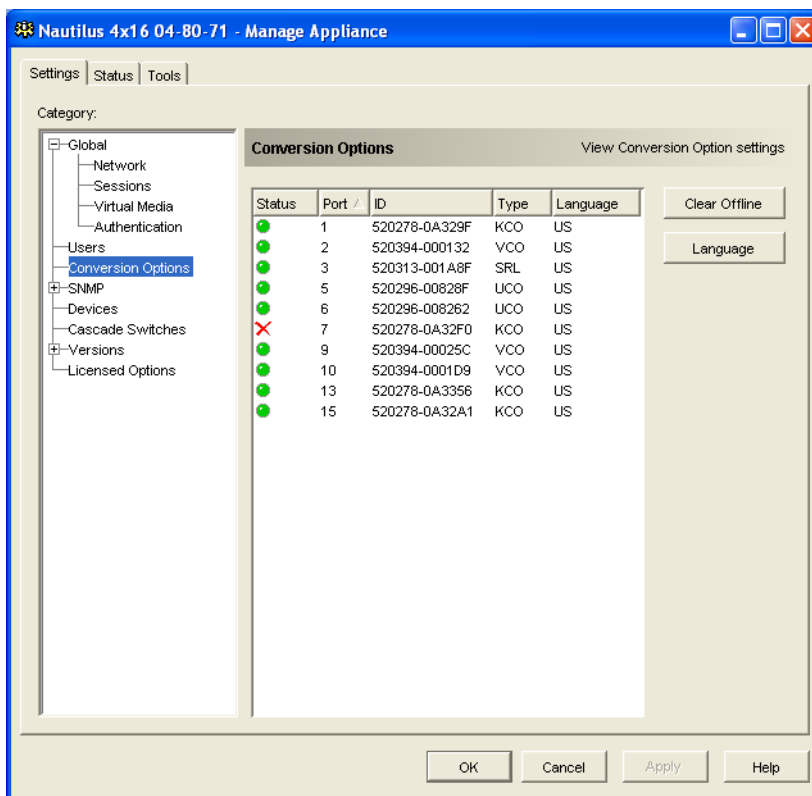 Nautilus 4x16 04-80-71 - Manage Appliance
Settings Status Tools
Category:
Global
Network
Sessions
Virtual Media
Authentication
Users
Conversion Options
SNMP
Devices
Cascade Switches
Versions
Licensed Options
Conversion Options View Conversion Option settings
Status Port ID Type Language
1 520278-0A329F KCO US
2 520394-000132 VCO US
3 520313-001A8F SRL US
5 520296-00828F UCO US
6 520296-008262 UCO US
7 520278-0A32F0 KCO US
9 520394-00025C VCO US
10 520394-0001D9 VCO US
13 520278-0A3356 KCO US
15 520278-0A32A1 KCO US
Clear Offline
Language
OK Cancel Apply Help